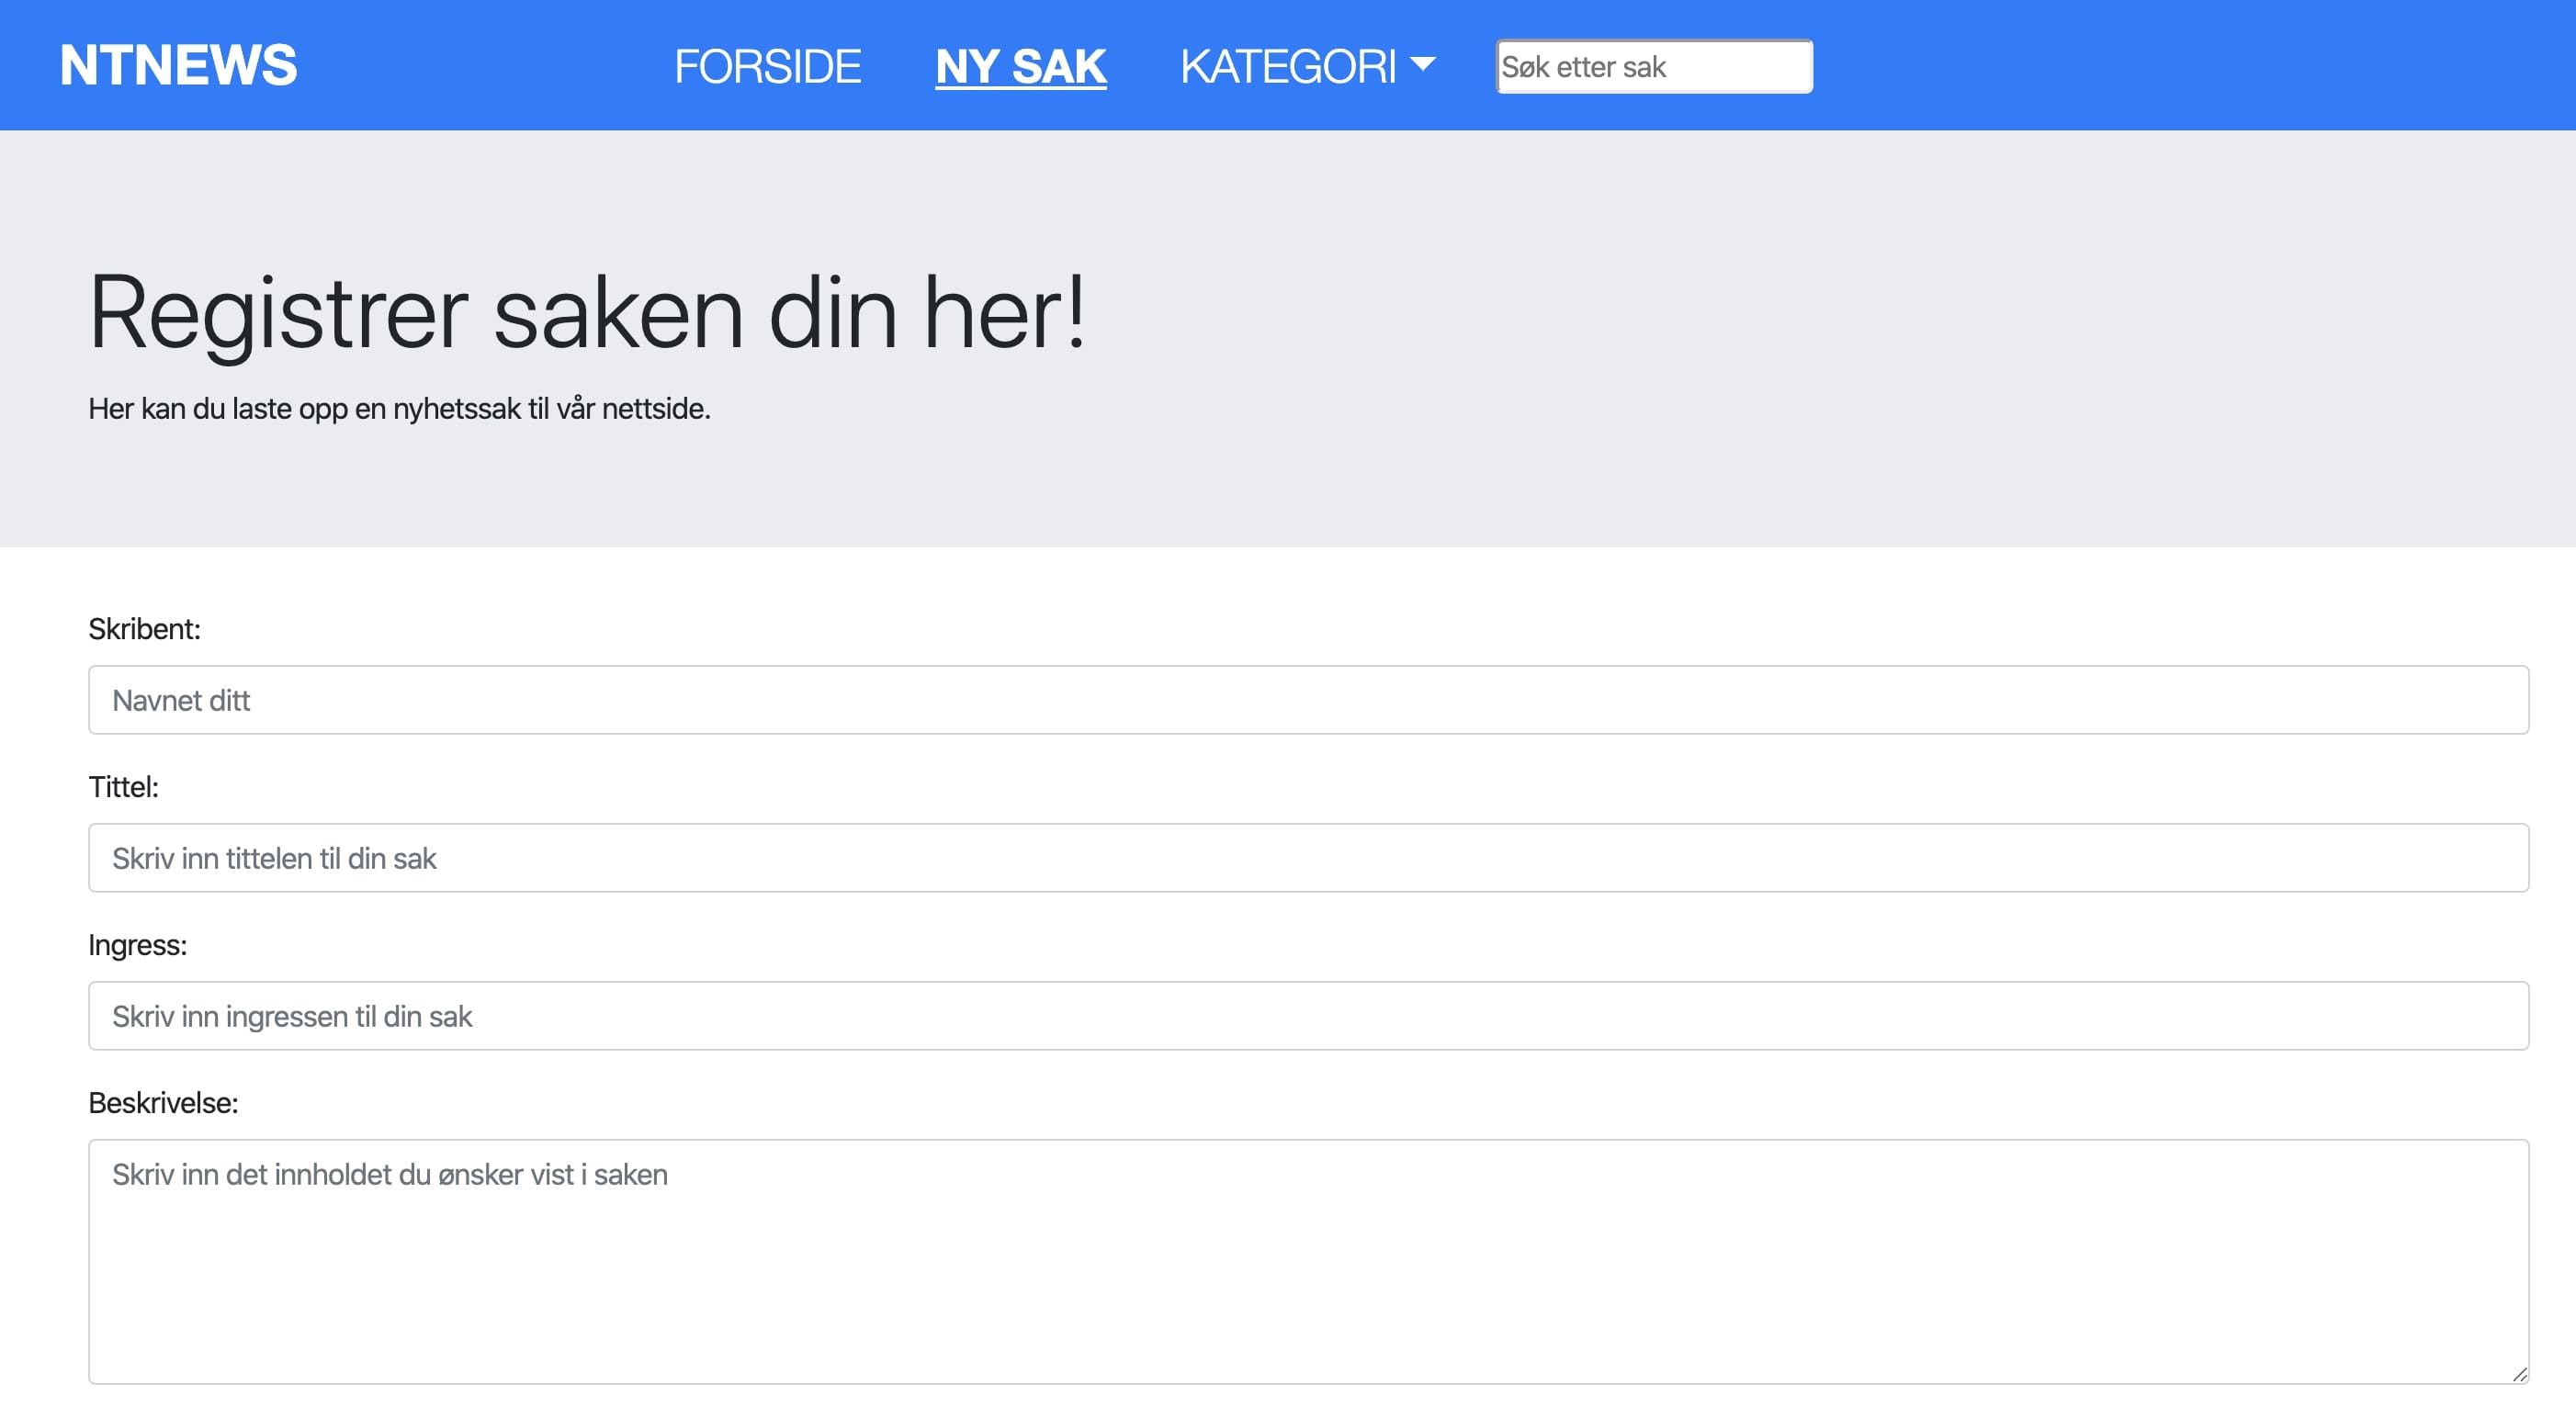 NTNEWS FORSIDE NY SAK KATEGORI Søk etter sak
Registrer saken din her!
Her kan du laste opp en nyhetssak til vår nettside.
Skribent:
Navnet ditt
Tittel:
Skriv inn tittelen til din sak
Ingress:
Skriv inn ingressen til din sak
Beskrivelse:
Skriv inn det innholdet du ønsker vist i saken